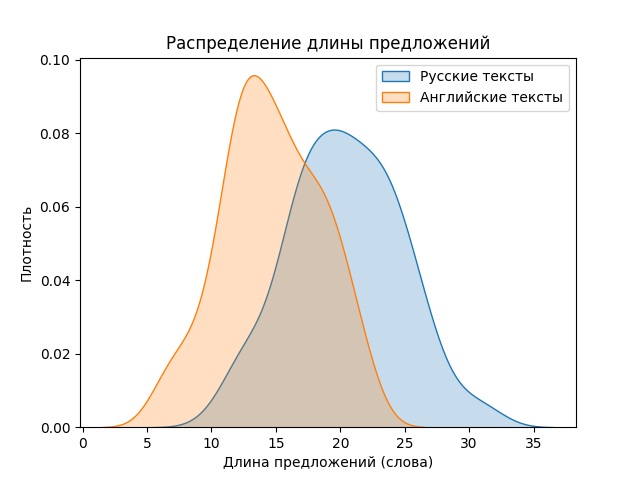 Распределение длины предложений
Русские тексты
Английские тексты
Плотность
0.10
0.08
0.06
0.04
0.02
0.00
0 5 10 15 20 25 30 35
Длина предложений (слова)